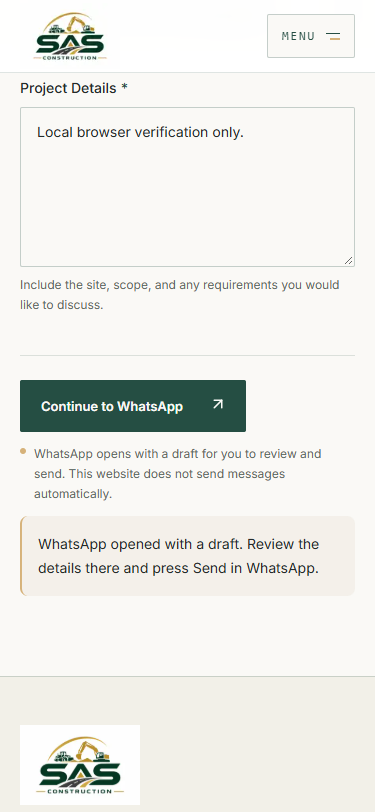 SAS
CONSTRUCTION
MENU
Project Details *
Local browser verification only.
Include the site, scope, and any requirements you would
like to discuss.
Continue to WhatsApp
WhatsApp opens with a draft for you to review and
send. This website does not send messages
automatically.
WhatsApp opened with a draft. Review the
details there and press Send in WhatsApp.
SAS
CONSTRUCTION